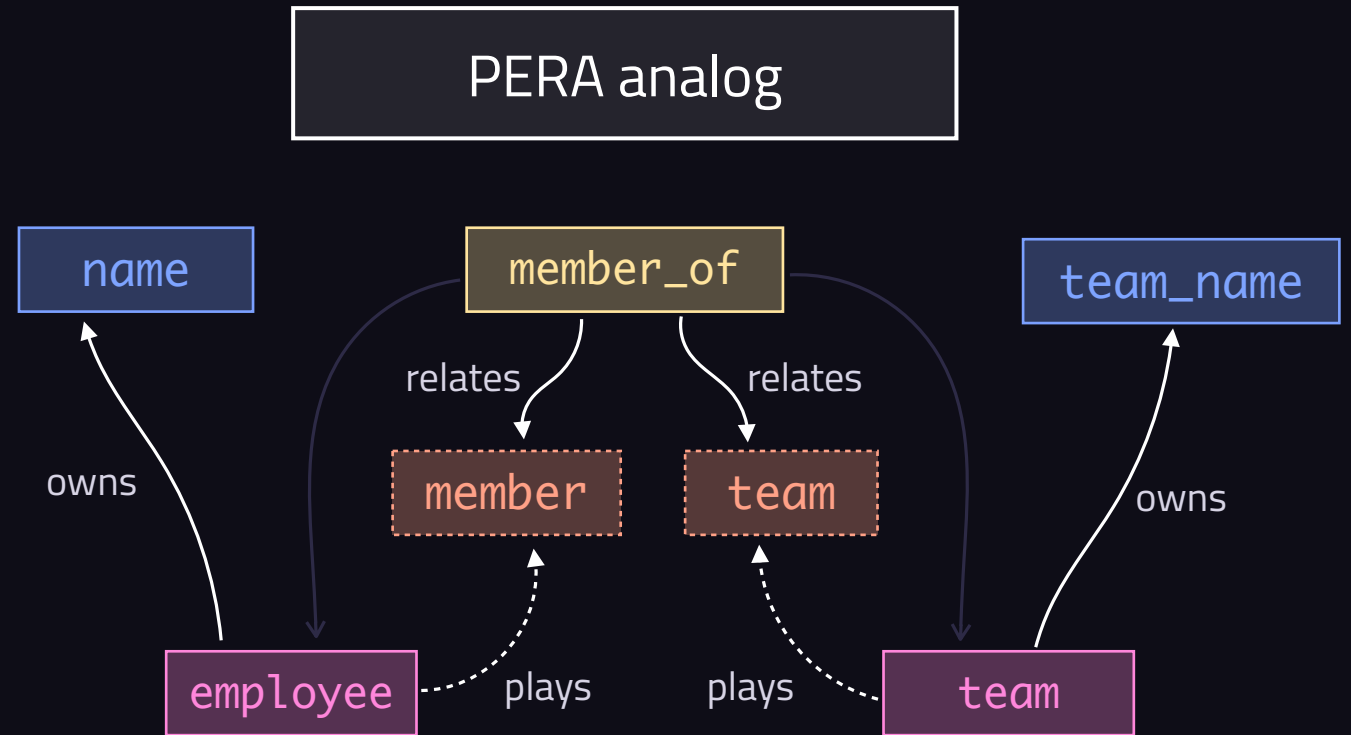 PERA analog
name
member_of
team_name
relates
relates
owns
member
team
owns
employee
plays
plays
team